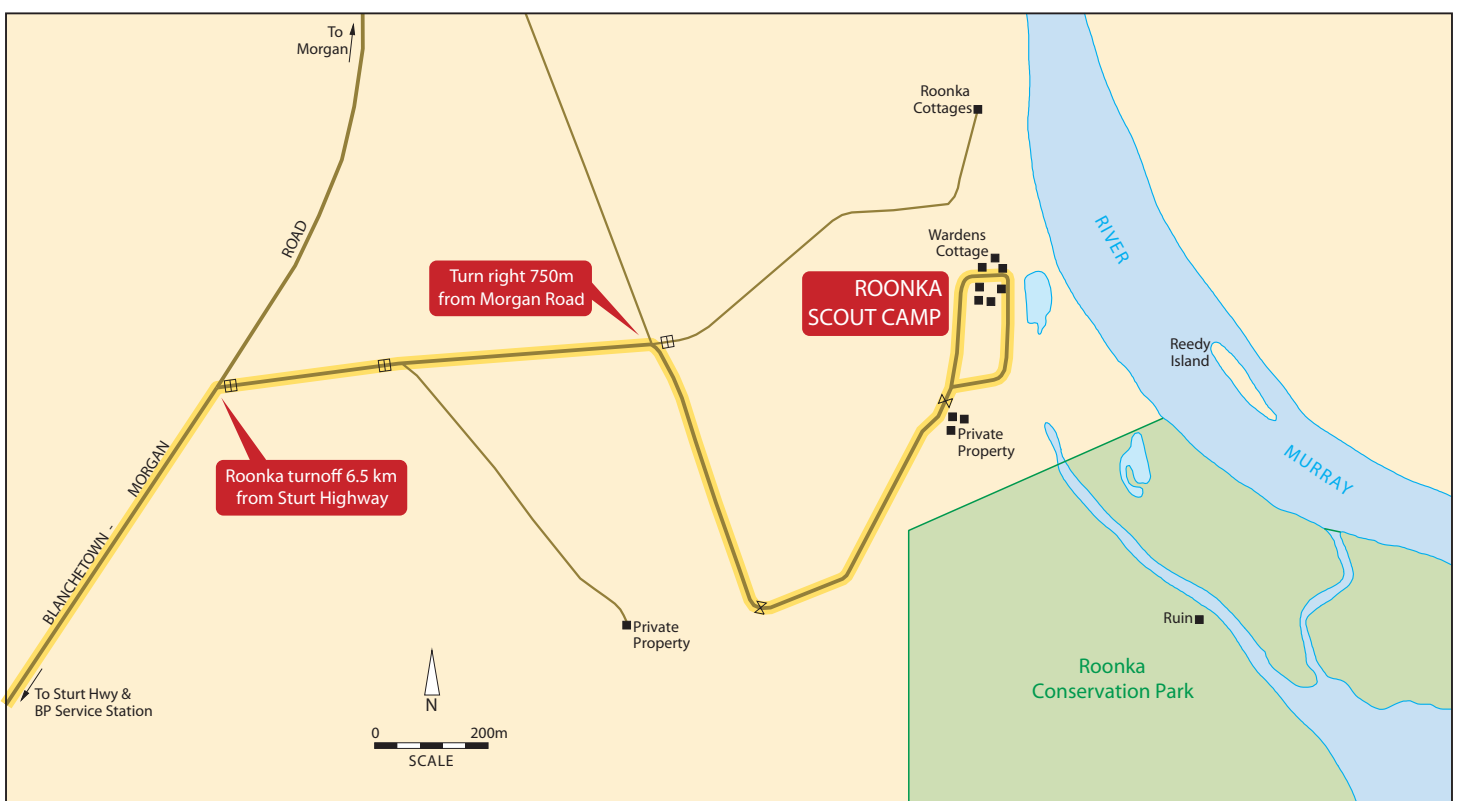 To
Morgan
Roonka
Cottages
ROAD
RIVER
Wardens
Cottage
Turn right 750m
from Morgan Road
ROONKA
SCOUT CAMP
Reedy
Island
MORGAN
Private
Property
Roonka turnoff 6.5 km
from Sturt Highway
MURRAY
BLANCHETOWN -
Private
Property
Ruin
Roonka
Conservation Park
To Sturt Hwy &
BP Service Station
N
0 200m
SCALE